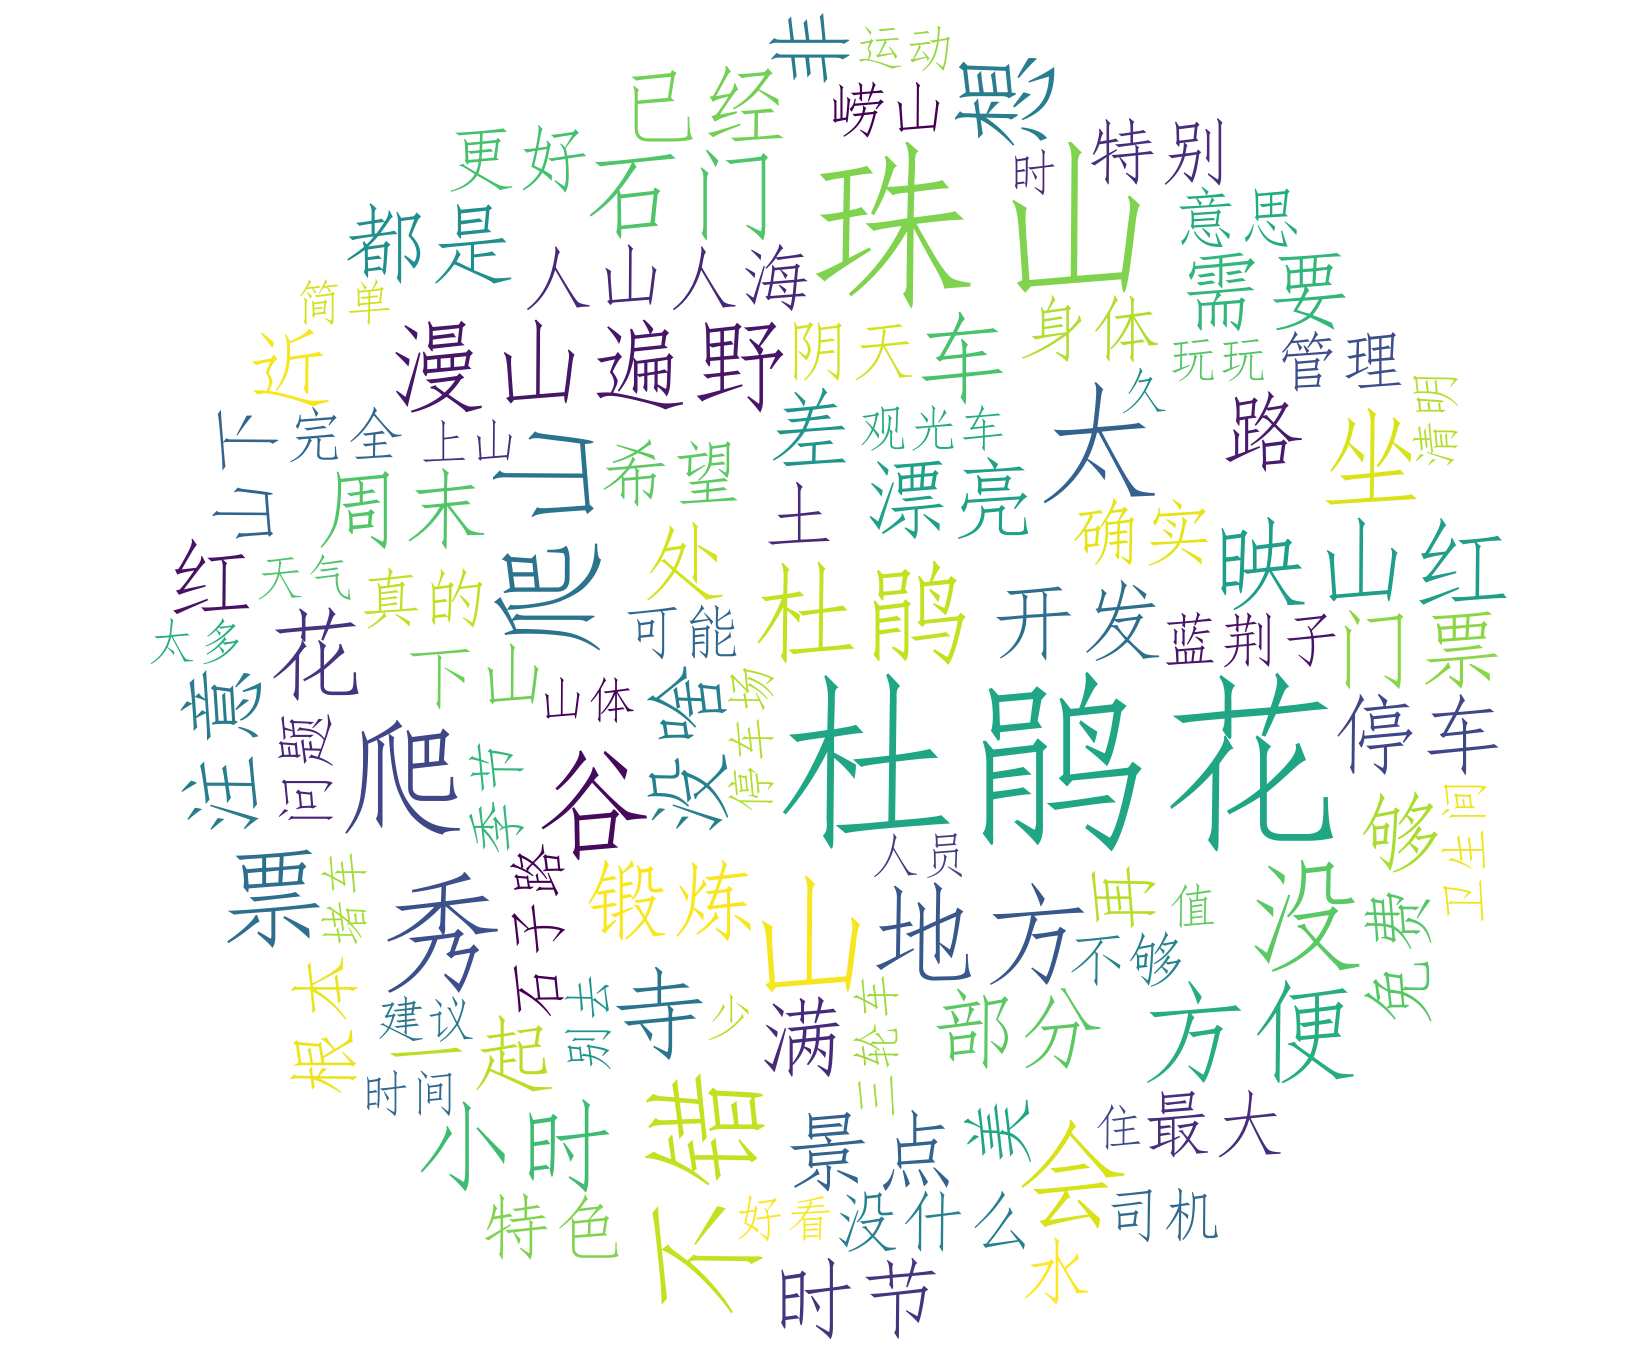 非
运动
已经
崂山
想
更好
石门
珠山
时
特别
都是
人山人海
意思
需要
简单
近
漫山遍野
阴天
车
身体
玩玩
管理
久
清明
下
完全
上山
爬山
希望
差
观光车
太
路
坐
山
周末
土
漂亮
确实
映山红
红
天气
真的
处
杜鹃
开发
蓝荆子
门票
太多
花
下山
可能
山体
没啥
停车场
杜鹃花
停车
注意
问题
爬
季节
谷
够
卫生间
票
堵车
秀
石子路
锻炼
山
人员
地方
再
值
没
免费
不够
根本
建议
一起
别去
寺
少
满
三轮车
部分
方便
时间
小时
不错
景点
美
会
住
最大
特色
好看
没什么
司机
时节
水